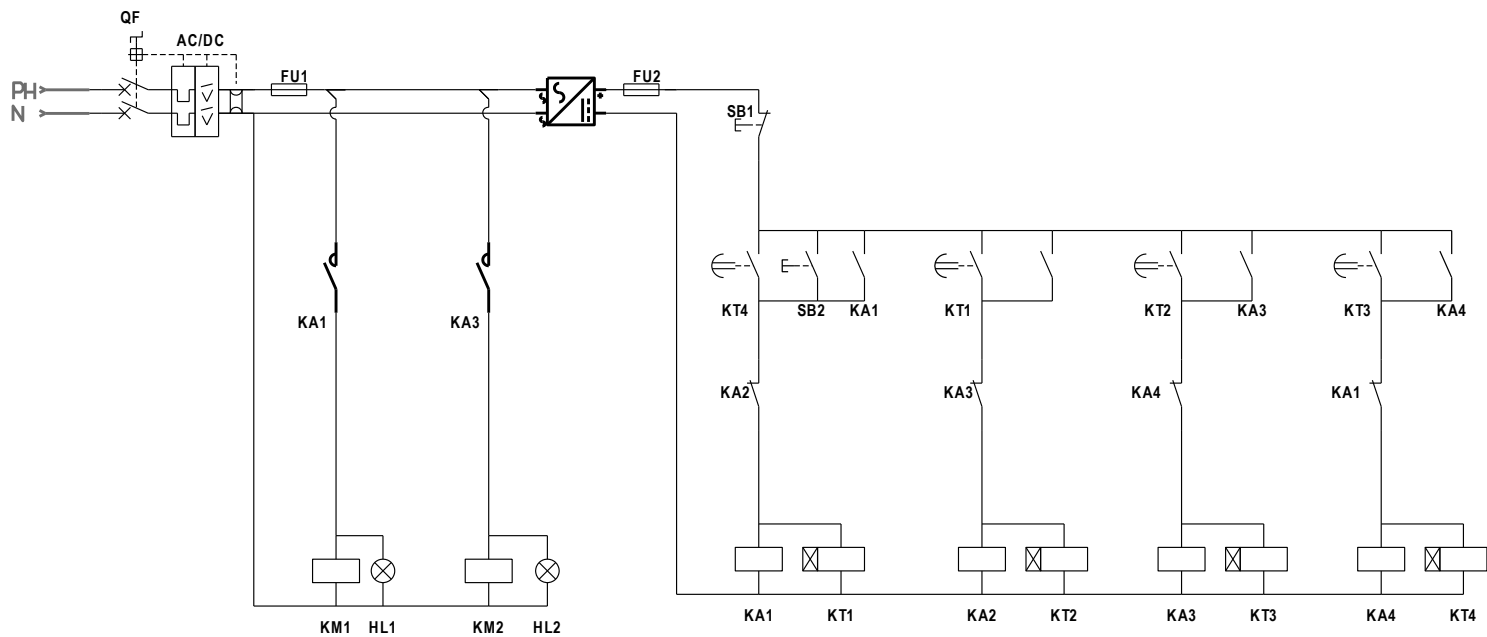 QF
AC/DC
PH
N
FU1
FU2
SB1
KA1
KA3
KT4 SB2 KA1 KT1 KT2 KA3 KT3 KA4
KA2 KA3 KA4 KA1
KA1 KT1 KA2 KT2 KA3 KT3 KA4 KT4
KM1 HL1 KM2 HL2